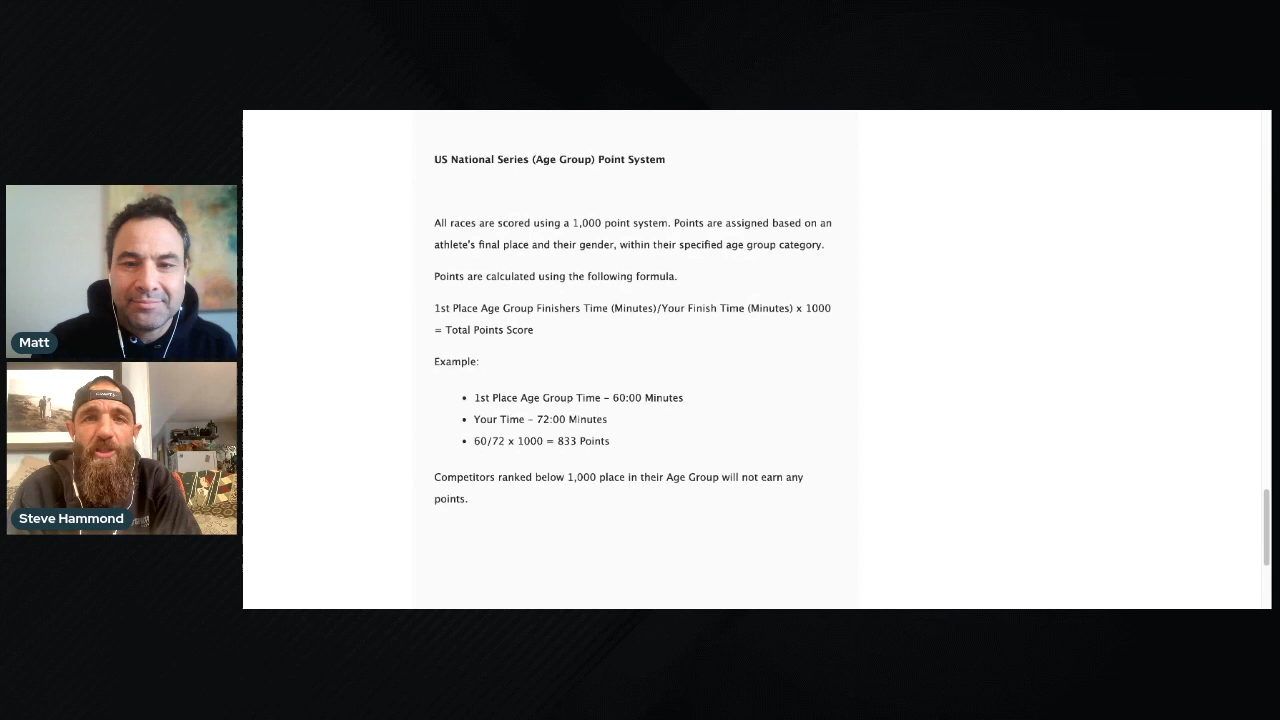 US National Series (Age Group) Point System
All races are scored using a 1,000 point system. Points are assigned based on an
athlete's final place and their gender, within their specified age group category.
Points are calculated using the following formula.
1st Place Age Group Finishers Time (Minutes)/Your Finish Time (Minutes) x 1000
= Total Points Score
Example:
• 1st Place Age Group Time – 60:00 Minutes
• Your Time – 72:00 Minutes
• 60/72 x 1000 = 833 Points
Competitors ranked below 1,000 place in their Age Group will not earn any
points.
Matt
Steve Hammond